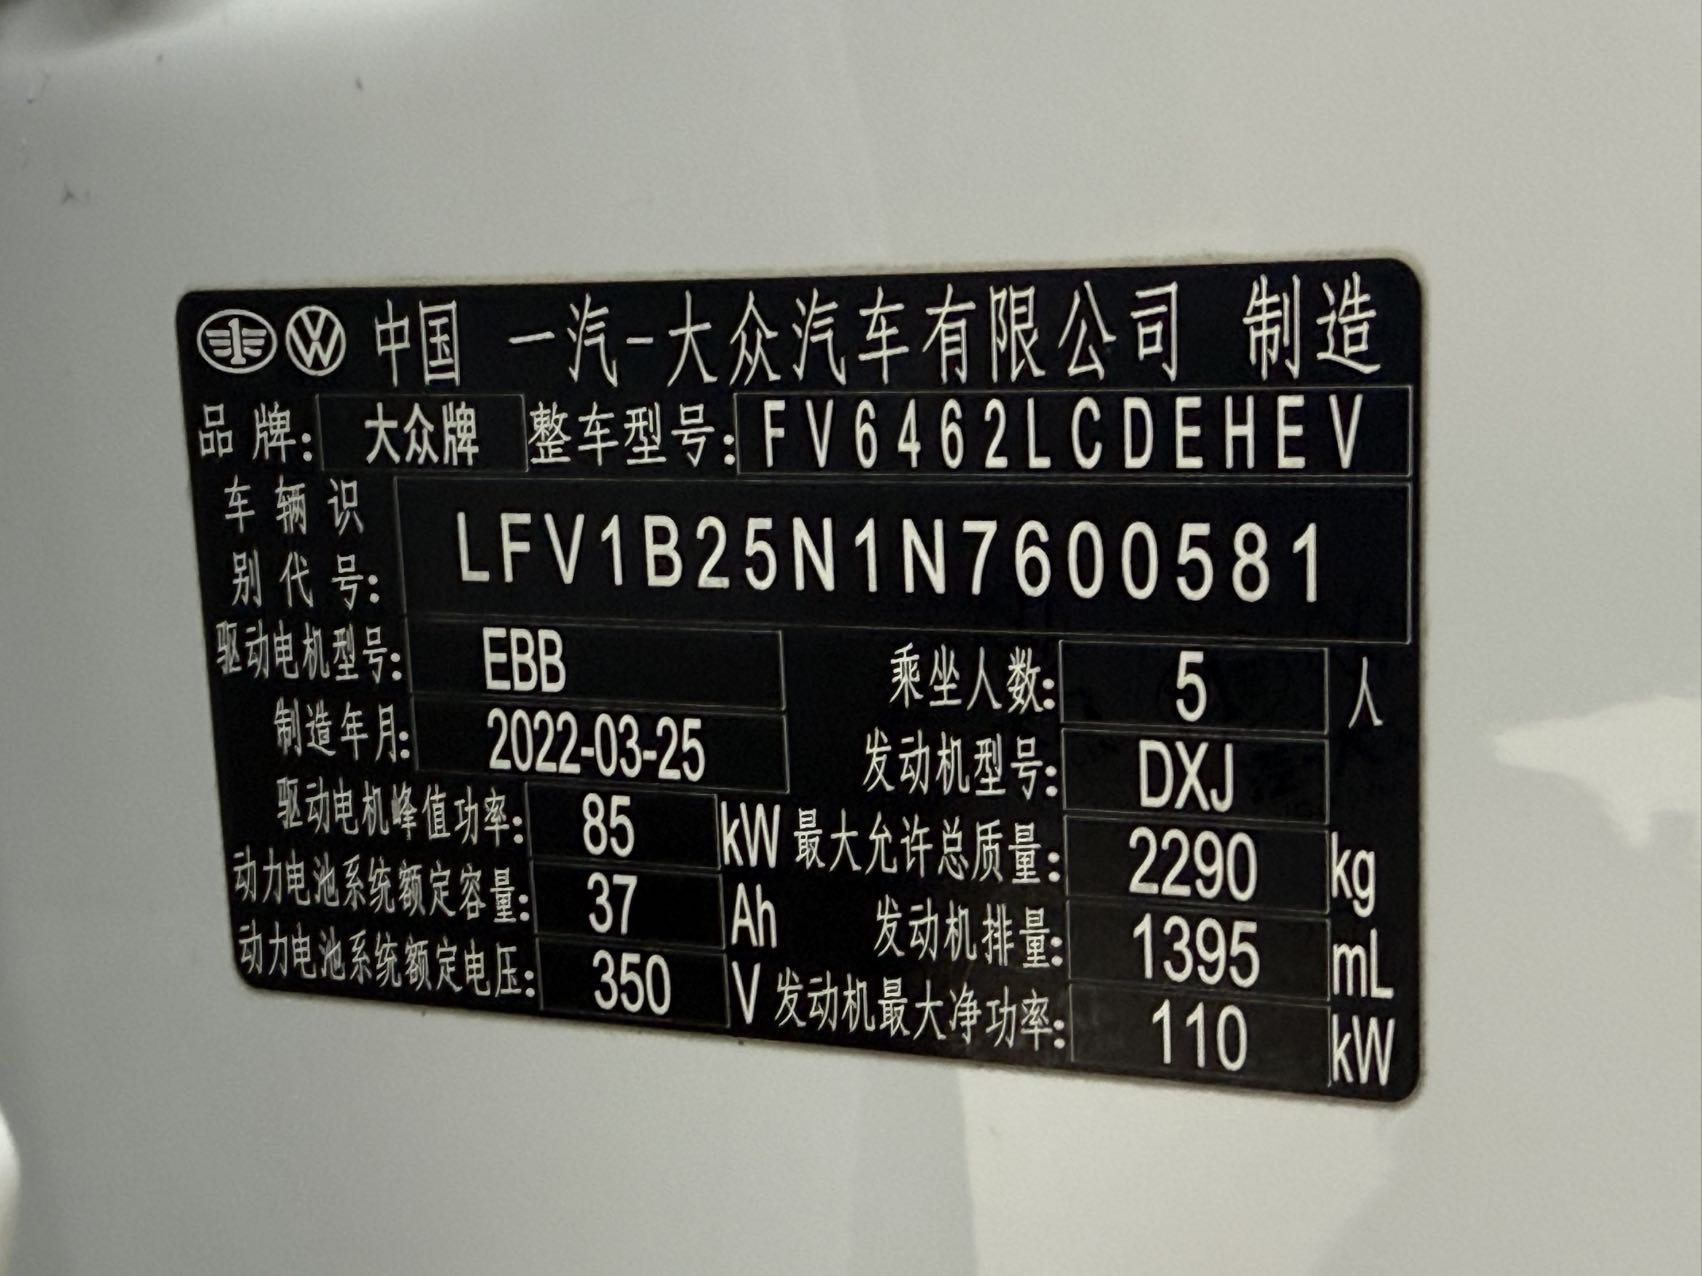 中国 一汽-大众汽车有限公司 制造
品牌: 大众牌 整车型号: FV6462LCDEHEV
车辆识别代号: LFV1B25N1N7600581
驱动电机型号: EBB 乘坐人数: 5 人
制造年月: 2022-03-25 发动机型号: DXJ
驱动电机峰值功率: 85 kW 最大允许总质量: 2290 kg
动力电池系统额定容量: 37 Ah 发动机排量: 1395 mL
动力电池系统额定电压: 350 V 发动机最大净功率: 110 kW